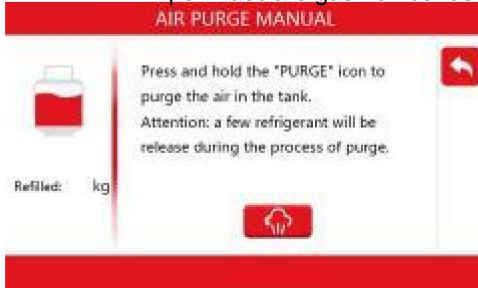 AIR PURGE MANUAL
Press and hold the "PURGE" icon to
purge the air in the tank.
Attention: a few refrigerant will be
release during the process of purge.
Refilled: kg